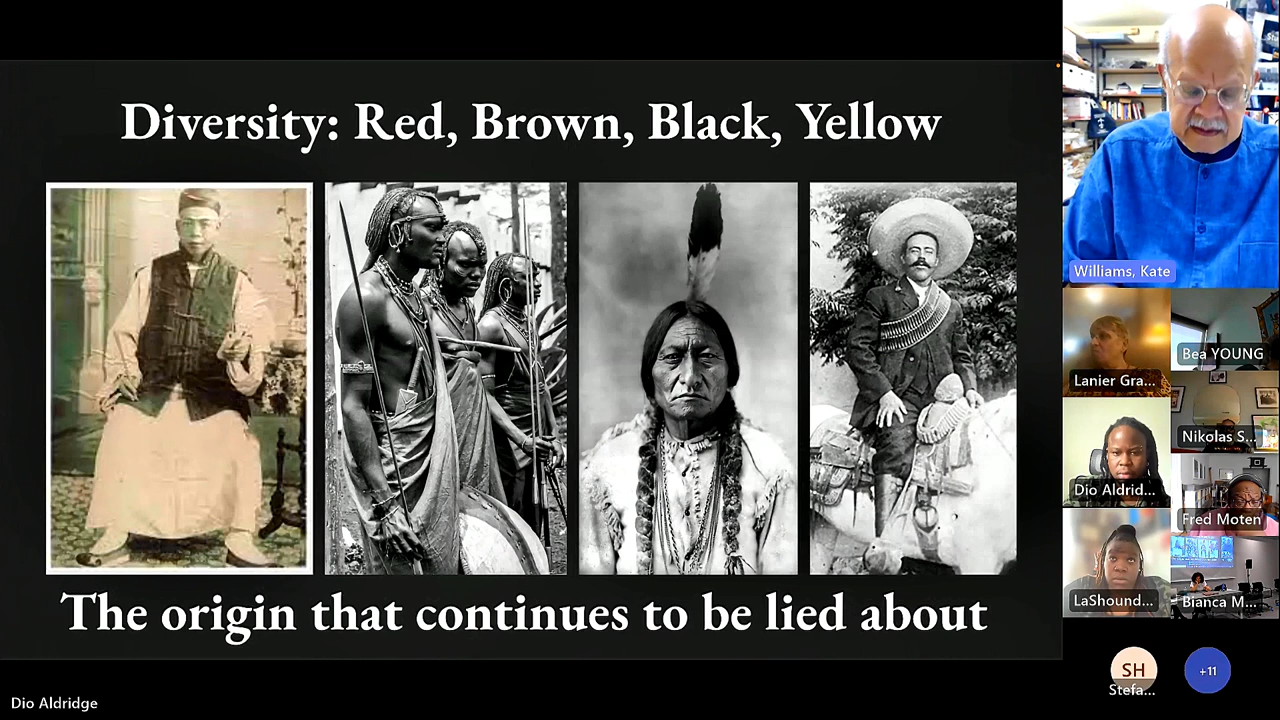 Diversity: Red, Brown, Black, Yellow
The origin that continues to be lied about
Dio Aldridge
Williams, Kate
Lanier Gra...
Bea YOUNG
Nikolas S...
Dio Aldrid...
Fred Moten
LaShound...
Bianca M...
SH
Stefa...
+11